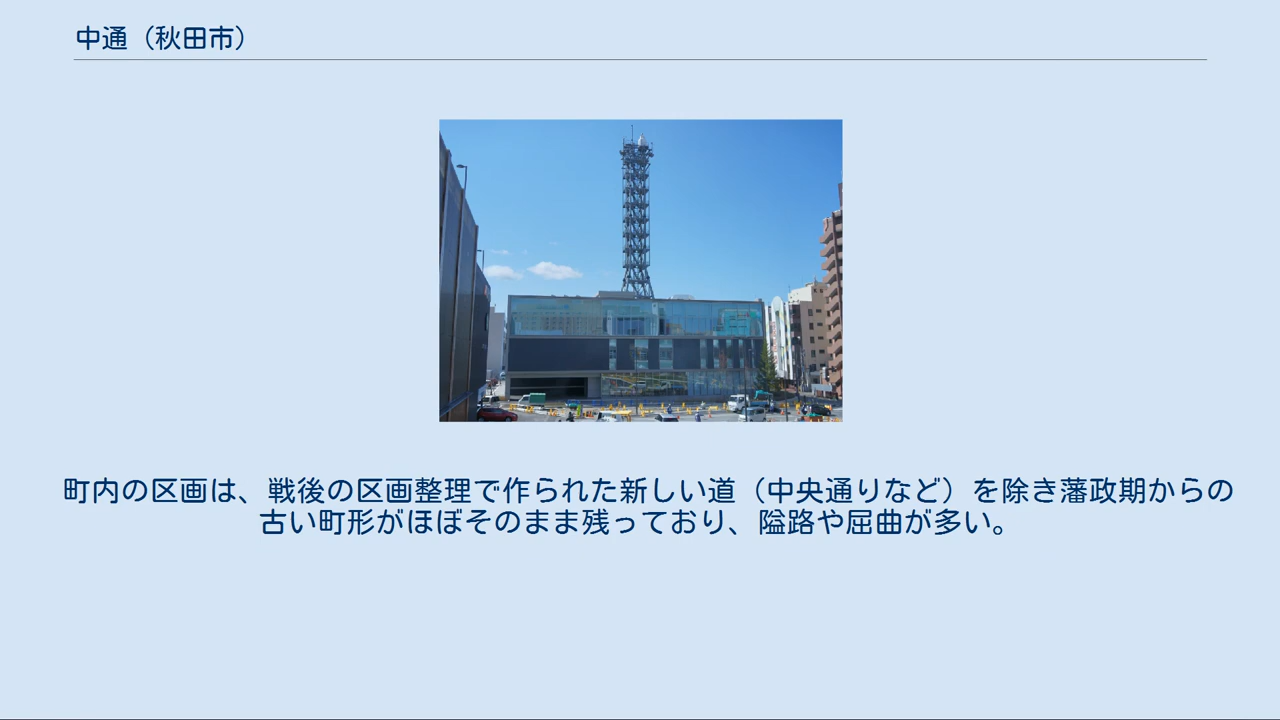 中通（秋田市）
町内の区画は、戦後の区画整理で作られた新しい道（中央通りなど）を除き藩政期からの
古い町形がほぼそのまま残っており、隘路や屈曲が多い。